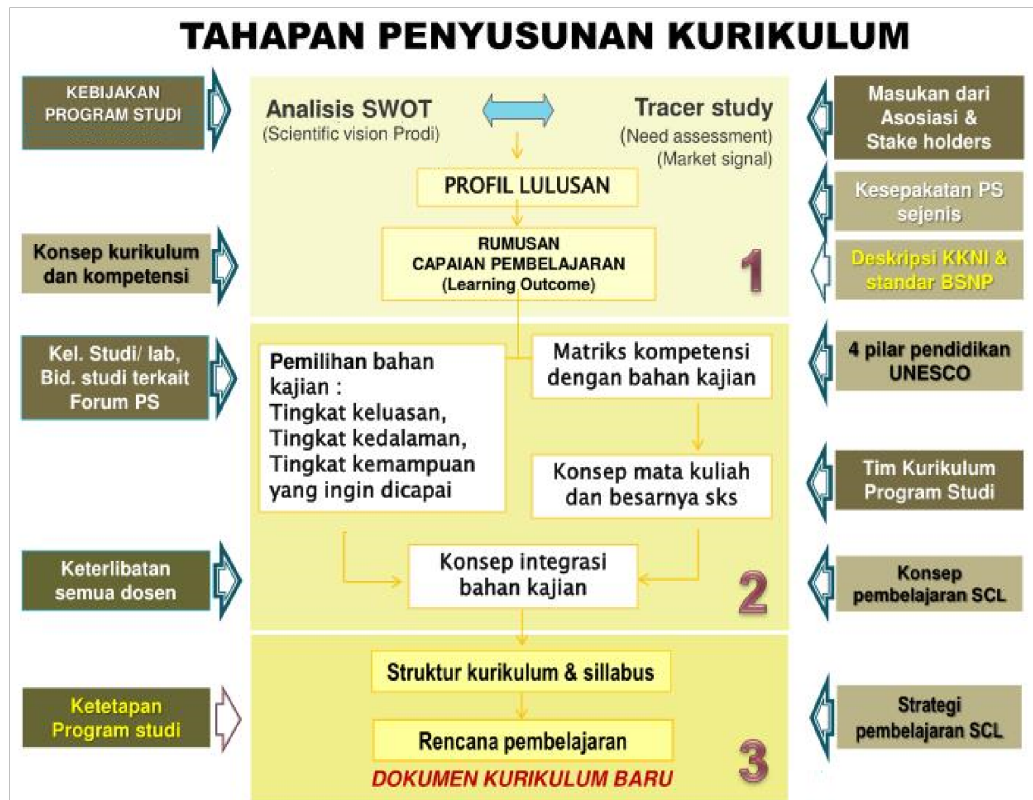 TAHAPAN PENYUSUNAN KURIKULUM
KEBIJAKAN
PROGRAM STUDI
Konsep kurikulum
dan kompetensi
Kel. Studi/ lab,
Bid. studi terkait
Forum PS
Keterlibatan
semua dosen
Ketetapan
Program studi
Analisis SWOT
(Scientific vision Prodi)
Tracer study
(Need assessment)
(Market signal)
PROFIL LULUSAN
RUMUSAN
CAPAIAN PEMBELAJARAN
(Learning Outcome)
1
Pemilihan bahan
kajian :
Tingkat keluasan,
Tingkat kedalaman,
Tingkat kemampuan
yang ingin dicapai
Matriks kompetensi
dengan bahan kajian
Konsep mata kuliah
dan besarnya sks
Konsep integrasi
bahan kajian
2
Struktur kurikulum & sillabus
Rencana pembelajaran
DOKUMEN KURIKULUM BARU
3
Masukan dari
Asosiasi &
Stake holders
Kesepakatan PS
sejenis
Deskripsi KKNI &
standar BSNP
4 pilar pendidikan
UNESCO
Tim Kurikulum
Program Studi
Konsep
pembelajaran SCL
Strategi
pembelajaran SCL